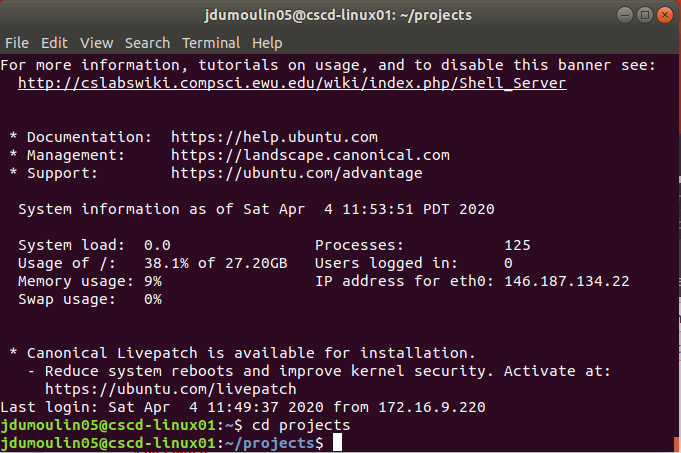 jdumoulin05@cscd-linux01: ~/projects
File Edit View Search Terminal Help
For more information, tutorials on usage, and to disable this banner see:
http://cslabswiki.compsci.ewu.edu/wiki/index.php/Shell_Server
* Documentation: https://help.ubuntu.com
* Management: https://landscape.canonical.com
* Support: https://ubuntu.com/advantage
System information as of Sat Apr 4 11:53:51 PDT 2020
System load: 0.0 Processes: 125
Usage of /: 38.1% of 27.20GB Users logged in: 0
Memory usage: 9% IP address for eth0: 146.187.134.22
Swap usage: 0%
* Canonical Livepatch is available for installation.
- Reduce system reboots and improve kernel security. Activate at:
https://ubuntu.com/livepatch
Last login: Sat Apr 4 11:49:37 2020 from 172.16.9.220
jdumoulin05@cscd-linux01:~$ cd projects
jdumoulin05@cscd-linux01:~/projects$